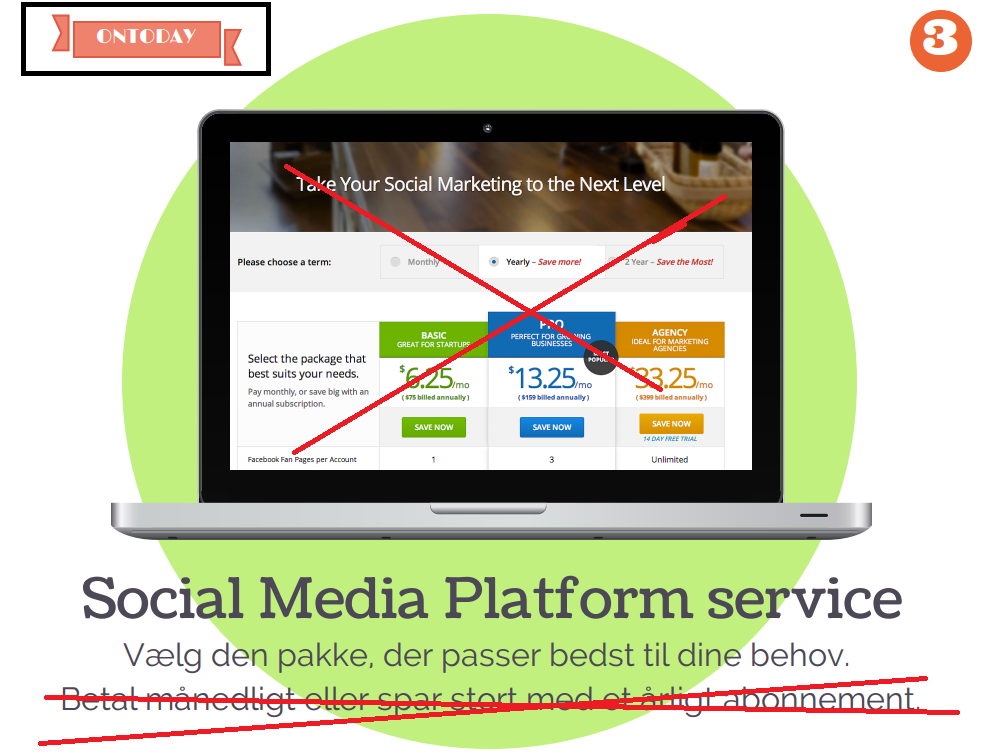 ONTODAY
3
Take Your Social Marketing to the Next Level
Please choose a term:
Monthly
Yearly – Save more!
2 Year – Save the Most!
Select the package that
best suits your needs.
Pay monthly, or save big with an
annual subscription.
BASIC
GREAT FOR STARTUPS
$6.25/mo
( $75 billed annually )
SAVE NOW
PRO
PERFECT FOR GROWING
BUSINESSES
$13.25/mo
( $159 billed annually )
SAVE NOW
AGENCY
IDEAL FOR MARKETING
AGENCIES
$33.25/mo
( $399 billed annually )
SAVE NOW
14 DAY FREE TRIAL
Facebook Fan Pages per Account
1
3
Unlimited
Social Media Platform service
Vælg den pakke, der passer bedst til dine behov.
Betal månedligt eller spar stort med et årligt abonnement.